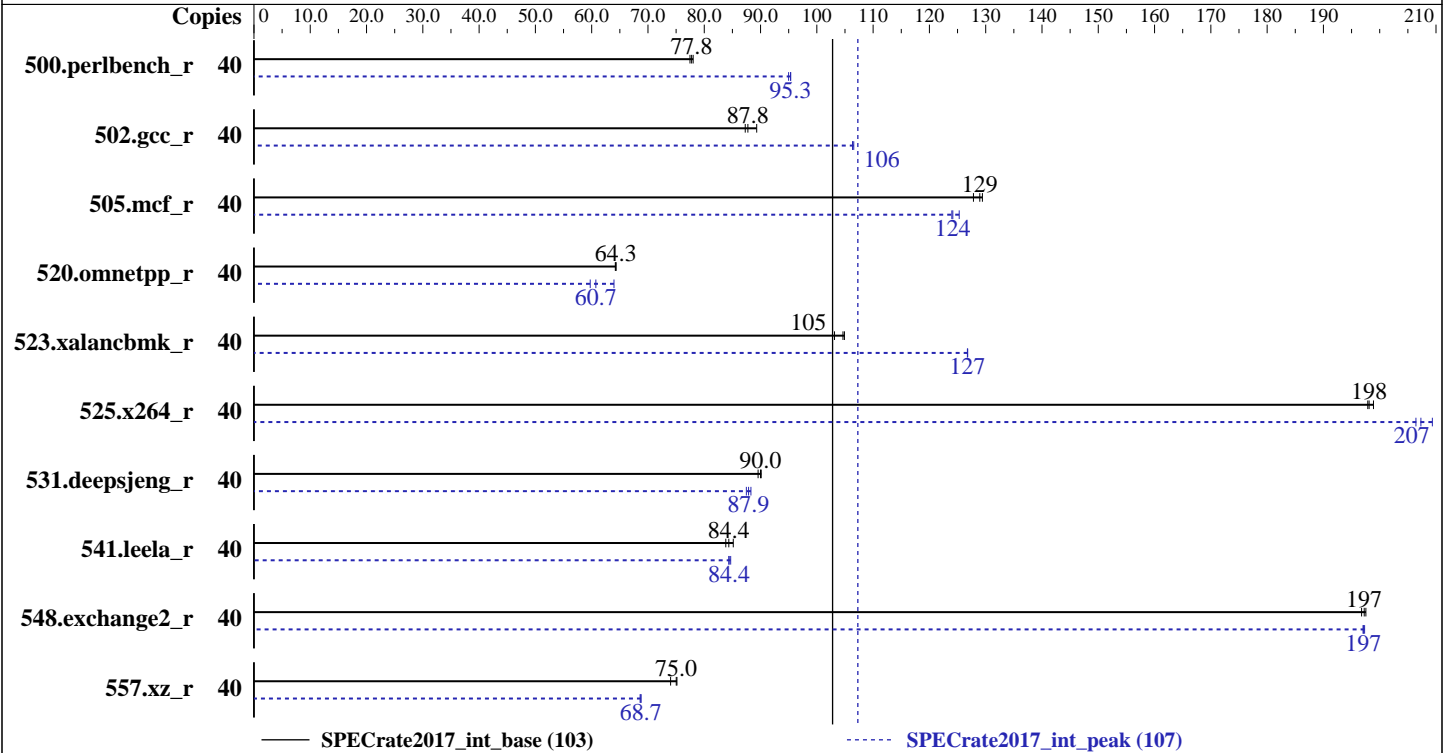 Copies 0 10.0 20.0 30.0 40.0 50.0 60.0 70.0 80.0 90.0 100 110 120 130 140 150 160 170 180 190 210
77.8
500.perlbench_r 40
95.3
87.8
502.gcc_r 40
106
129
505.mcf_r 40
124
64.3
520.omnetpp_r 40
60.7
105
523.xalancbmk_r 40
127
198
525.x264_r 40
207
90.0
531.deepsjeng_r 40
87.9
84.4
541.leela_r 40
84.4
197
548.exchange2_r 40
197
75.0
557.xz_r 40
68.7
SPECrate2017_int_base (103) SPECrate2017_int_peak (107)